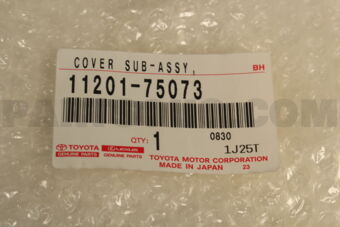 COVER SUB-ASSY,
BH
11201-75073
QTY:
1
0830
1J25T
TOYOTA
GENUINE PARTS
LEXUS
GENUINE PARTS
TOYOTA MOTOR CORPORATION
MADE IN JAPAN 23